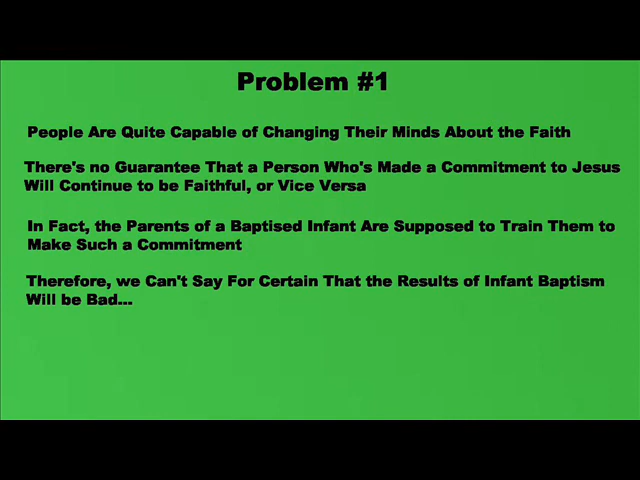 Problem #1
People Are Quite Capable of Changing Their Minds About the Faith
There's no Guarantee That a Person Who's Made a Commitment to Jesus
Will Continue to be Faithful, or Vice Versa
In Fact, the Parents of a Baptised Infant Are Supposed to Train Them to
Make Such a Commitment
Therefore, we Can't Say For Certain That the Results of Infant Baptism
Will be Bad...